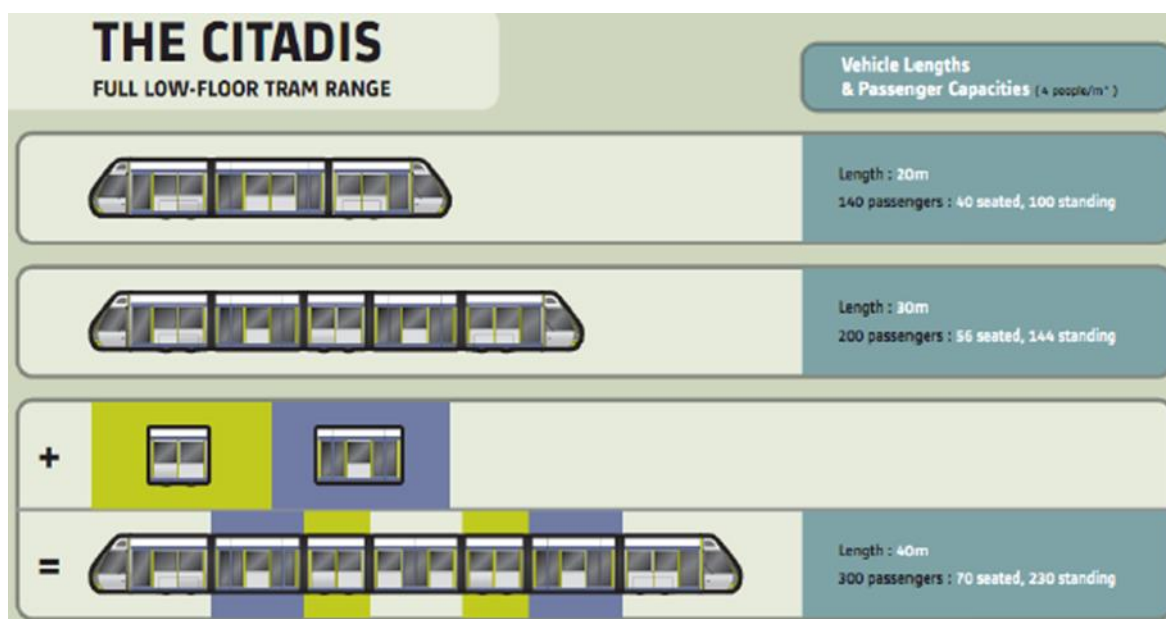 THE CITADIS
FULL LOW-FLOOR TRAM RANGE
Vehicle Lengths
& Passenger Capacities (4 people/m²)
Length : 20m
140 passengers : 40 seated, 100 standing
Length : 30m
200 passengers : 56 seated, 144 standing
+
=
Length : 40m
300 passengers : 70 seated, 230 standing